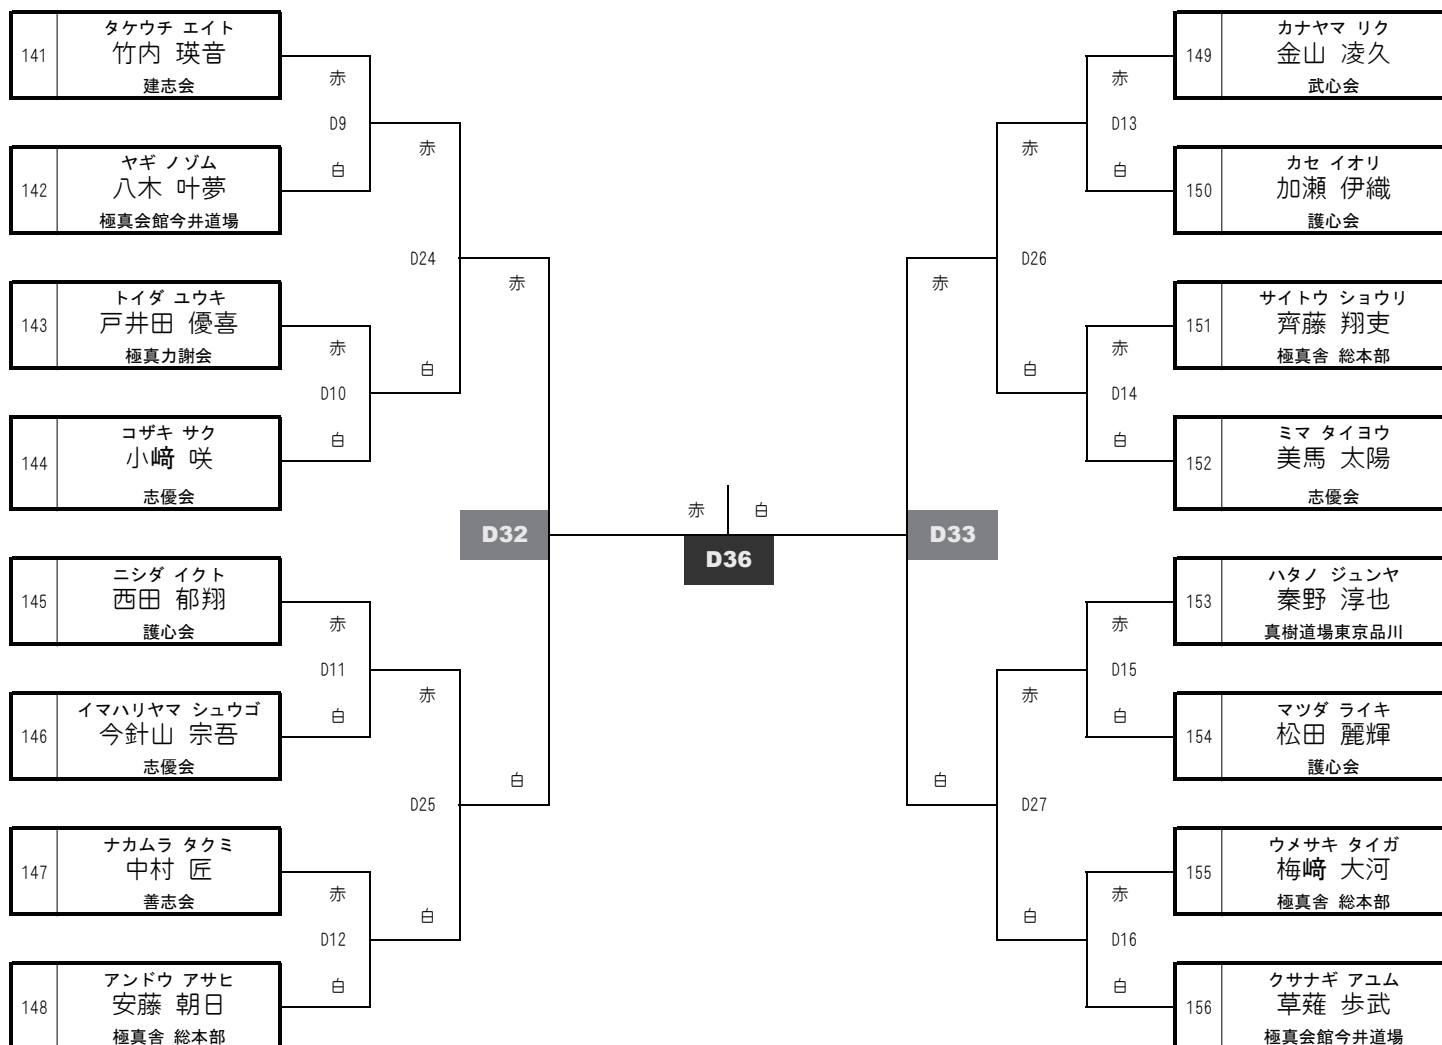 141
タケウチ エイト
竹内 瑛音
建志会
赤
D9
白
142
ヤギ ノゾム
八木 叶夢
極真会館今井道場
赤
D24
白
143
トイダ ユウキ
戸井田 優喜
極真力謝会
赤
D10
白
144
コザキ サク
小﨑 咲
志優会
赤
D32
白
145
ニシダ イクト
西田 郁翔
護心会
赤
D11
白
146
イマハリヤマ シュウゴ
今針山 宗吾
志優会
赤
D25
白
147
ナカムラ タクミ
中村 匠
善志会
赤
D12
白
148
アンドウ アサヒ
安藤 朝日
極真舎 総本部
赤 白
D36
149
カナヤマ リク
金山 凌久
武心会
赤
D13
白
150
カセ イオリ
加瀬 伊織
護心会
赤
D26
白
151
サイトウ ショウリ
齊藤 翔吏
極真舎 総本部
赤
D14
白
152
ミマ タイヨウ
美馬 太陽
志優会
赤
D33
白
153
ハタノ ジュンヤ
秦野 淳也
真樹道場東京品川
赤
D15
白
154
マツダ ライキ
松田 麗輝
護心会
赤
D27
白
155
ウメサキ タイガ
梅﨑 大河
極真舎 総本部
赤
D16
白
156
クサナギ アユム
草薙 歩武
極真会館今井道場